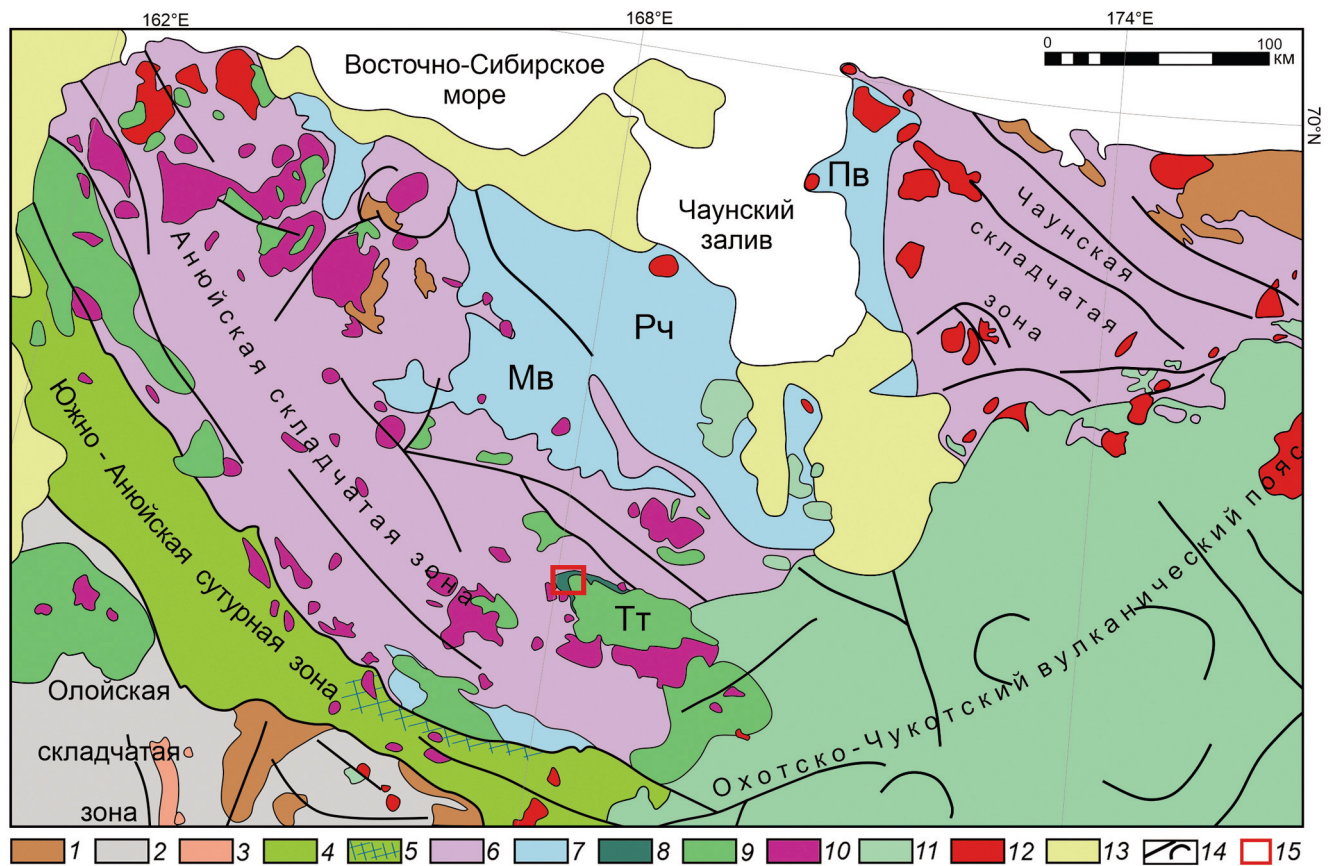 162°E
168°E
174°E
0
100
км
70°N
Восточно-Сибирское
море
Чаунский
залив
Пв
Чаунская
складчатая
зона
Анюйская складчатая зона
Рч
Мв
Южно - Анюйская сутурная зона
Тт
Олойская
складчатая
зона
Охотско-Чукотский вулканический пояс
1 2 3 4 5 6 7 8 9 10 11 12 13 14 15